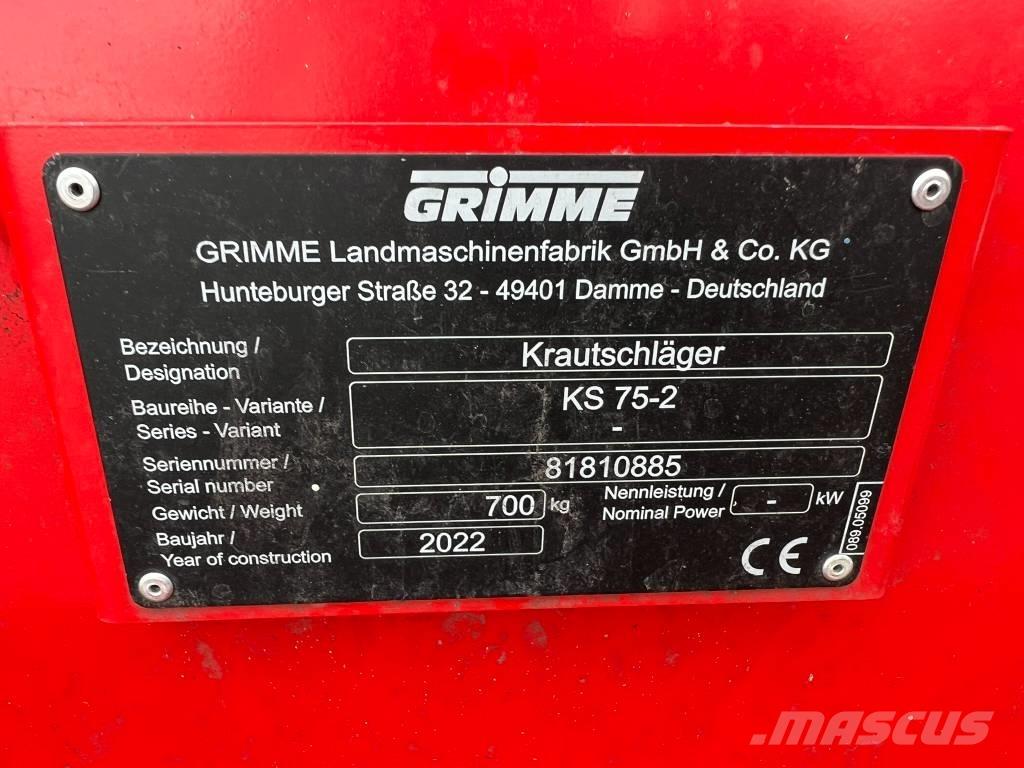 GRIMME
GRIMME Landmaschinenfabrik GmbH & Co. KG
Hunteburger Straße 32 - 49401 Damme - Deutschland
Bezeichnung /
Designation
Krautschläger
Baureihe - Variante /
Series - Variant
KS 75-2
-
Seriennummer /
Serial number
81810885
Gewicht / Weight
700 kg
Nennleistung /
Nominal Power
- kW
Baujahr /
Year of construction
2022
CE
089.05099
MASCUS